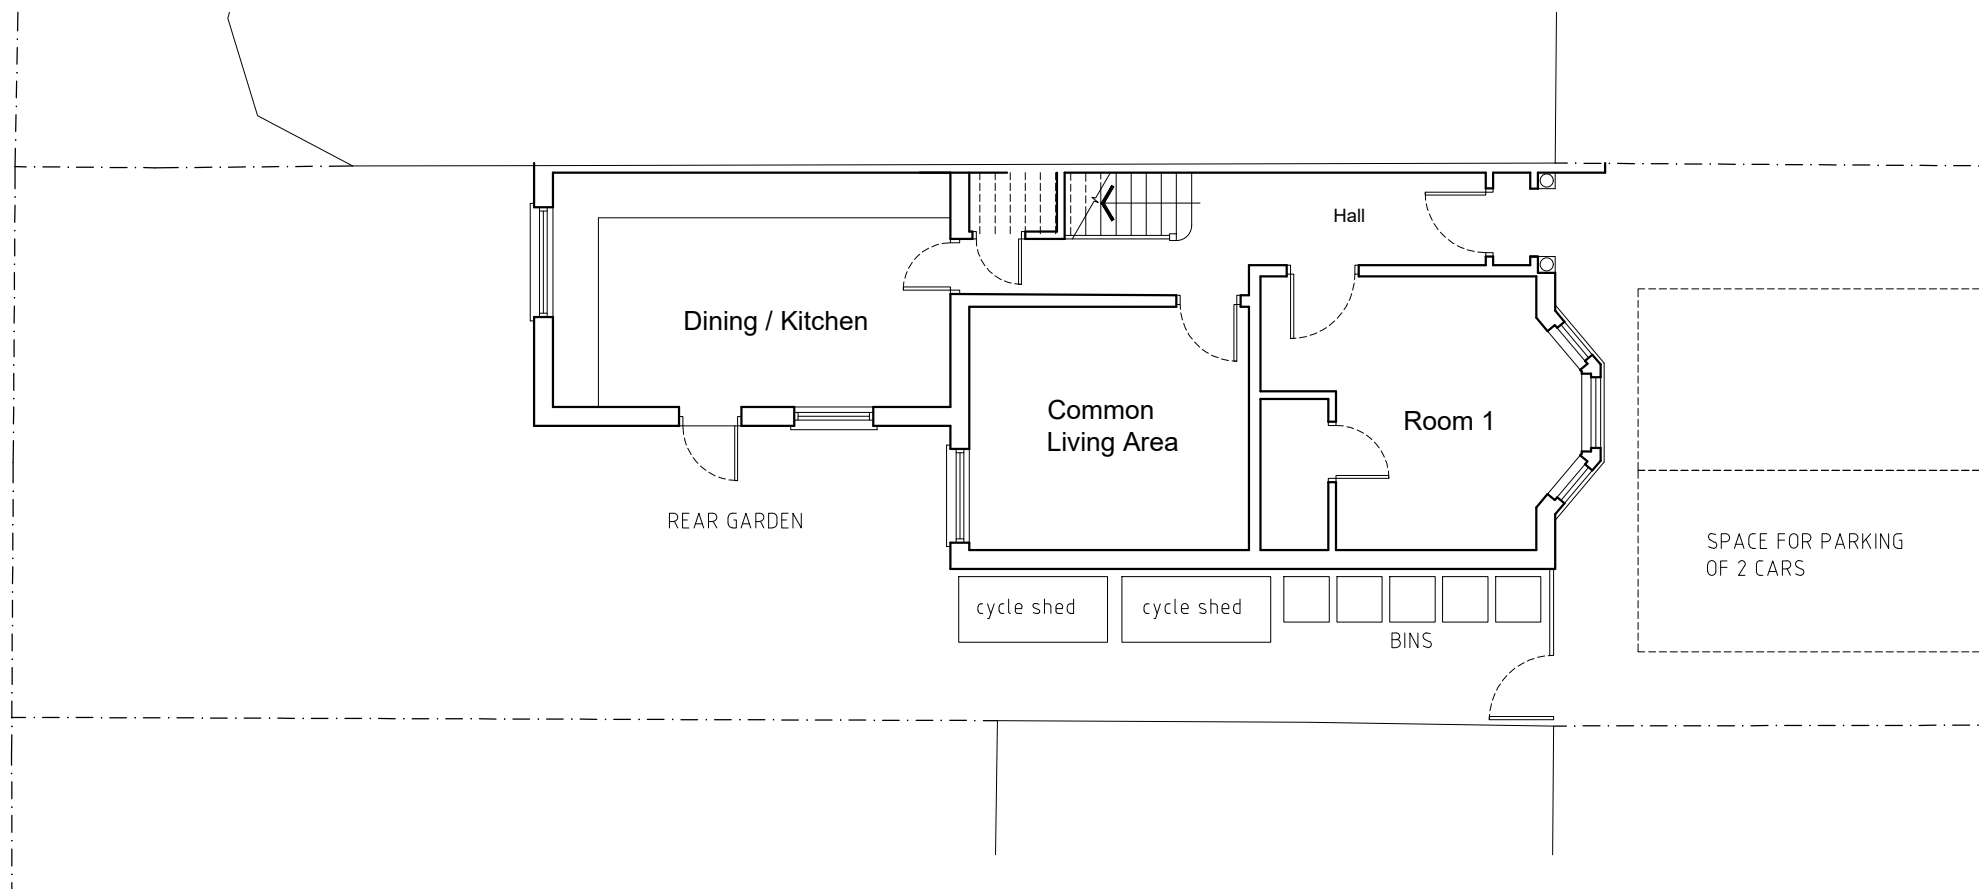 Hall
Dining / Kitchen
Common
Living Area
Room 1
REAR GARDEN
SPACE FOR PARKING
OF 2 CARS
cycle shed
cycle shed
BINS